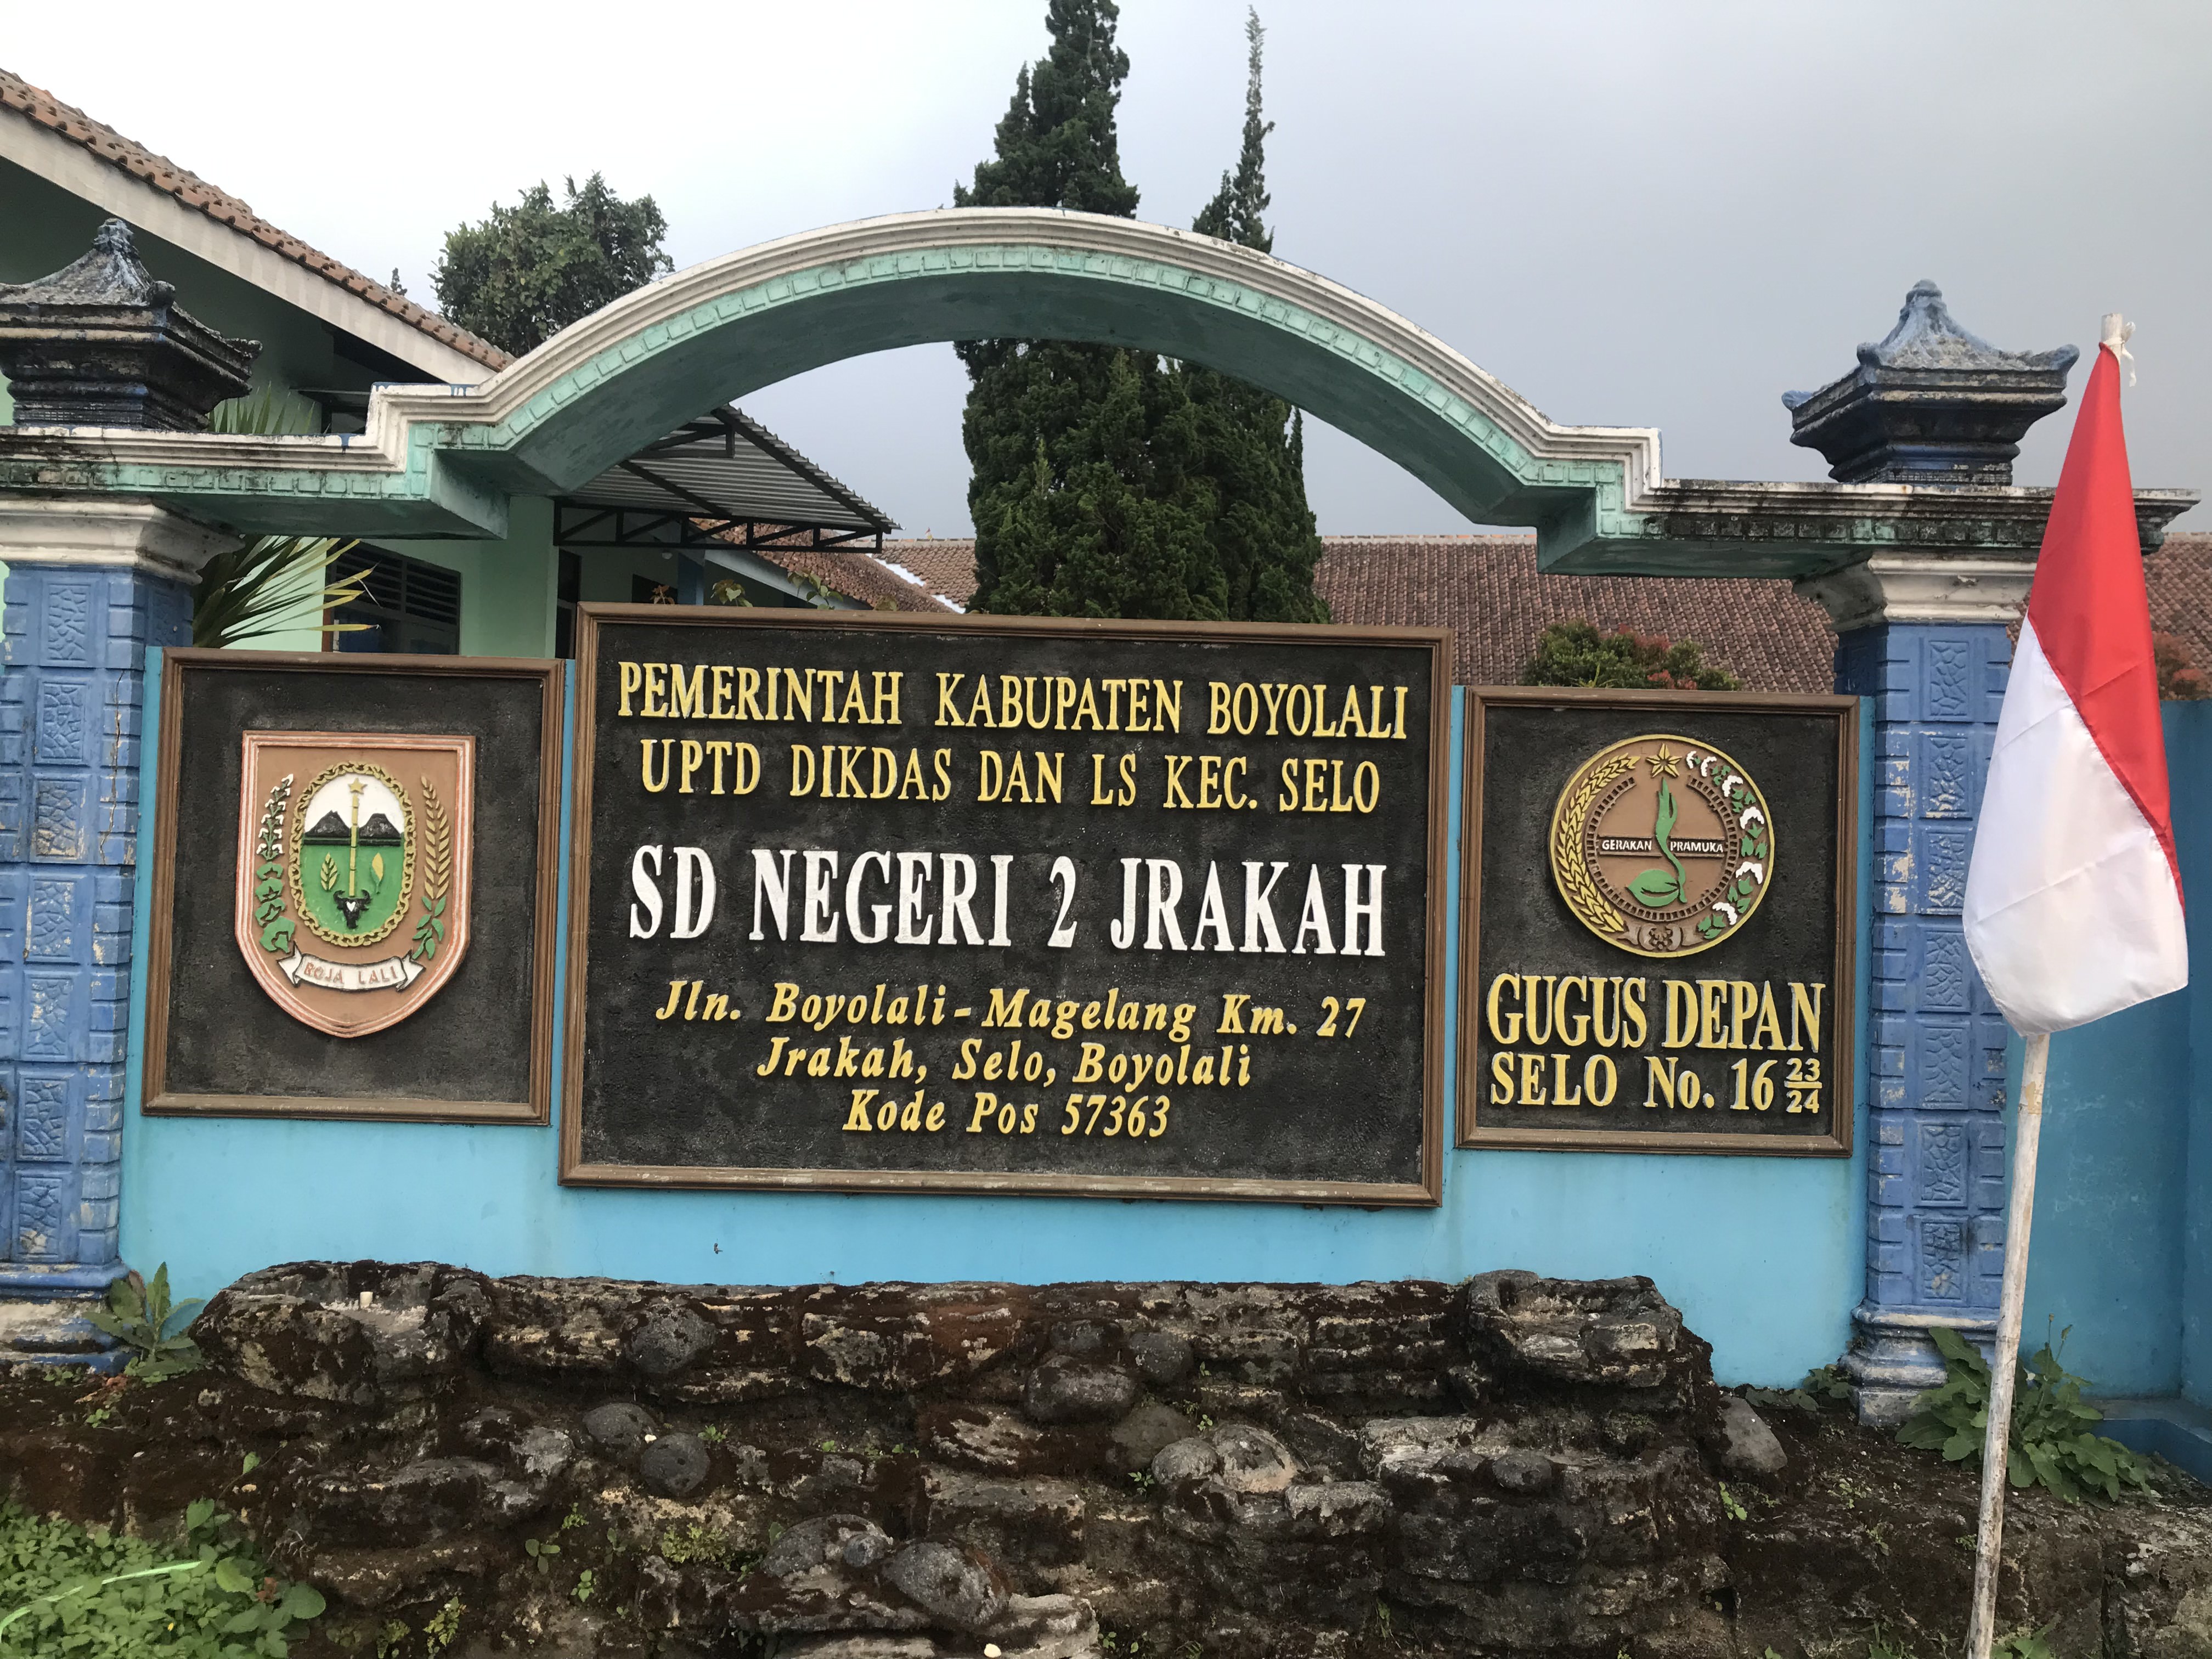 ROJA LALI
PEMERINTAH KABUPATEN BOYOLALI
UPTD DIKDAS DAN LS KEC. SELO
SD NEGERI 2 JRAKAH
Jln. Boyolali - Magelang Km. 27
Jrakah, Selo, Boyolali
Kode Pos 57363
GERAKAN PRAMUKA
GUGUS DEPAN
SELO No. 16 23/24